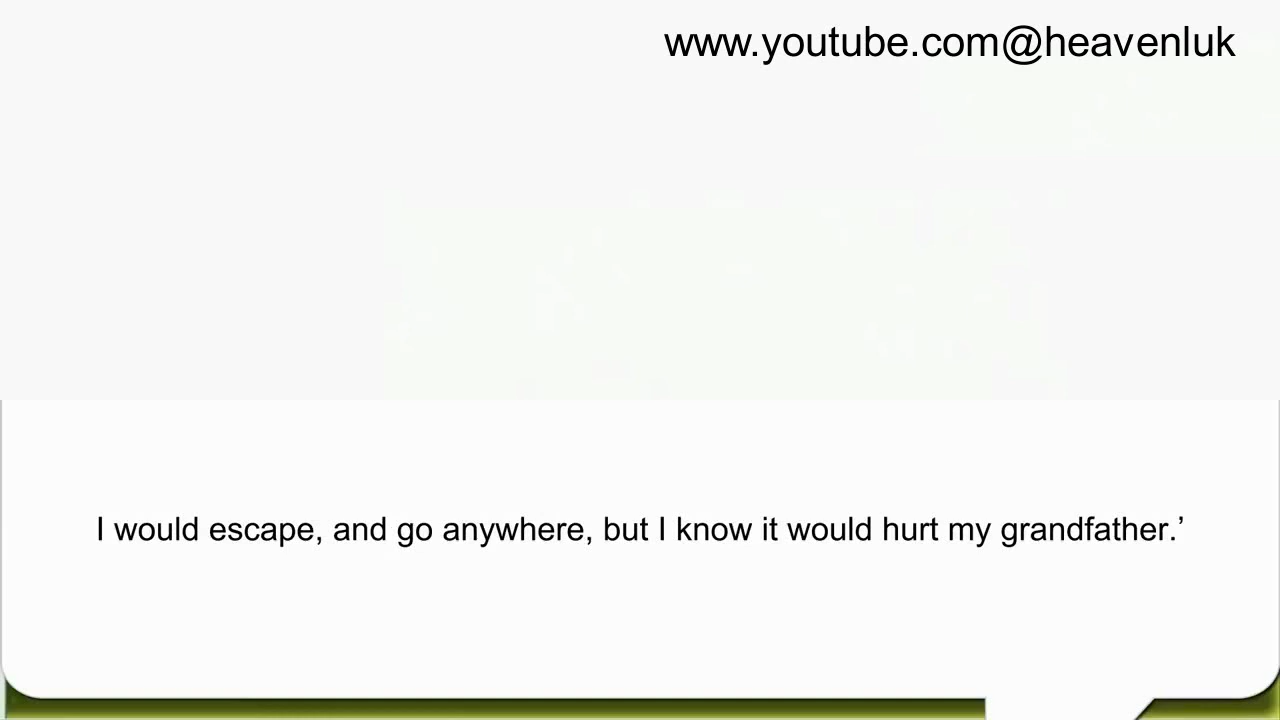 www.youtube.com@heavenluk
I would escape, and go anywhere, but I know it would hurt my grandfather.’